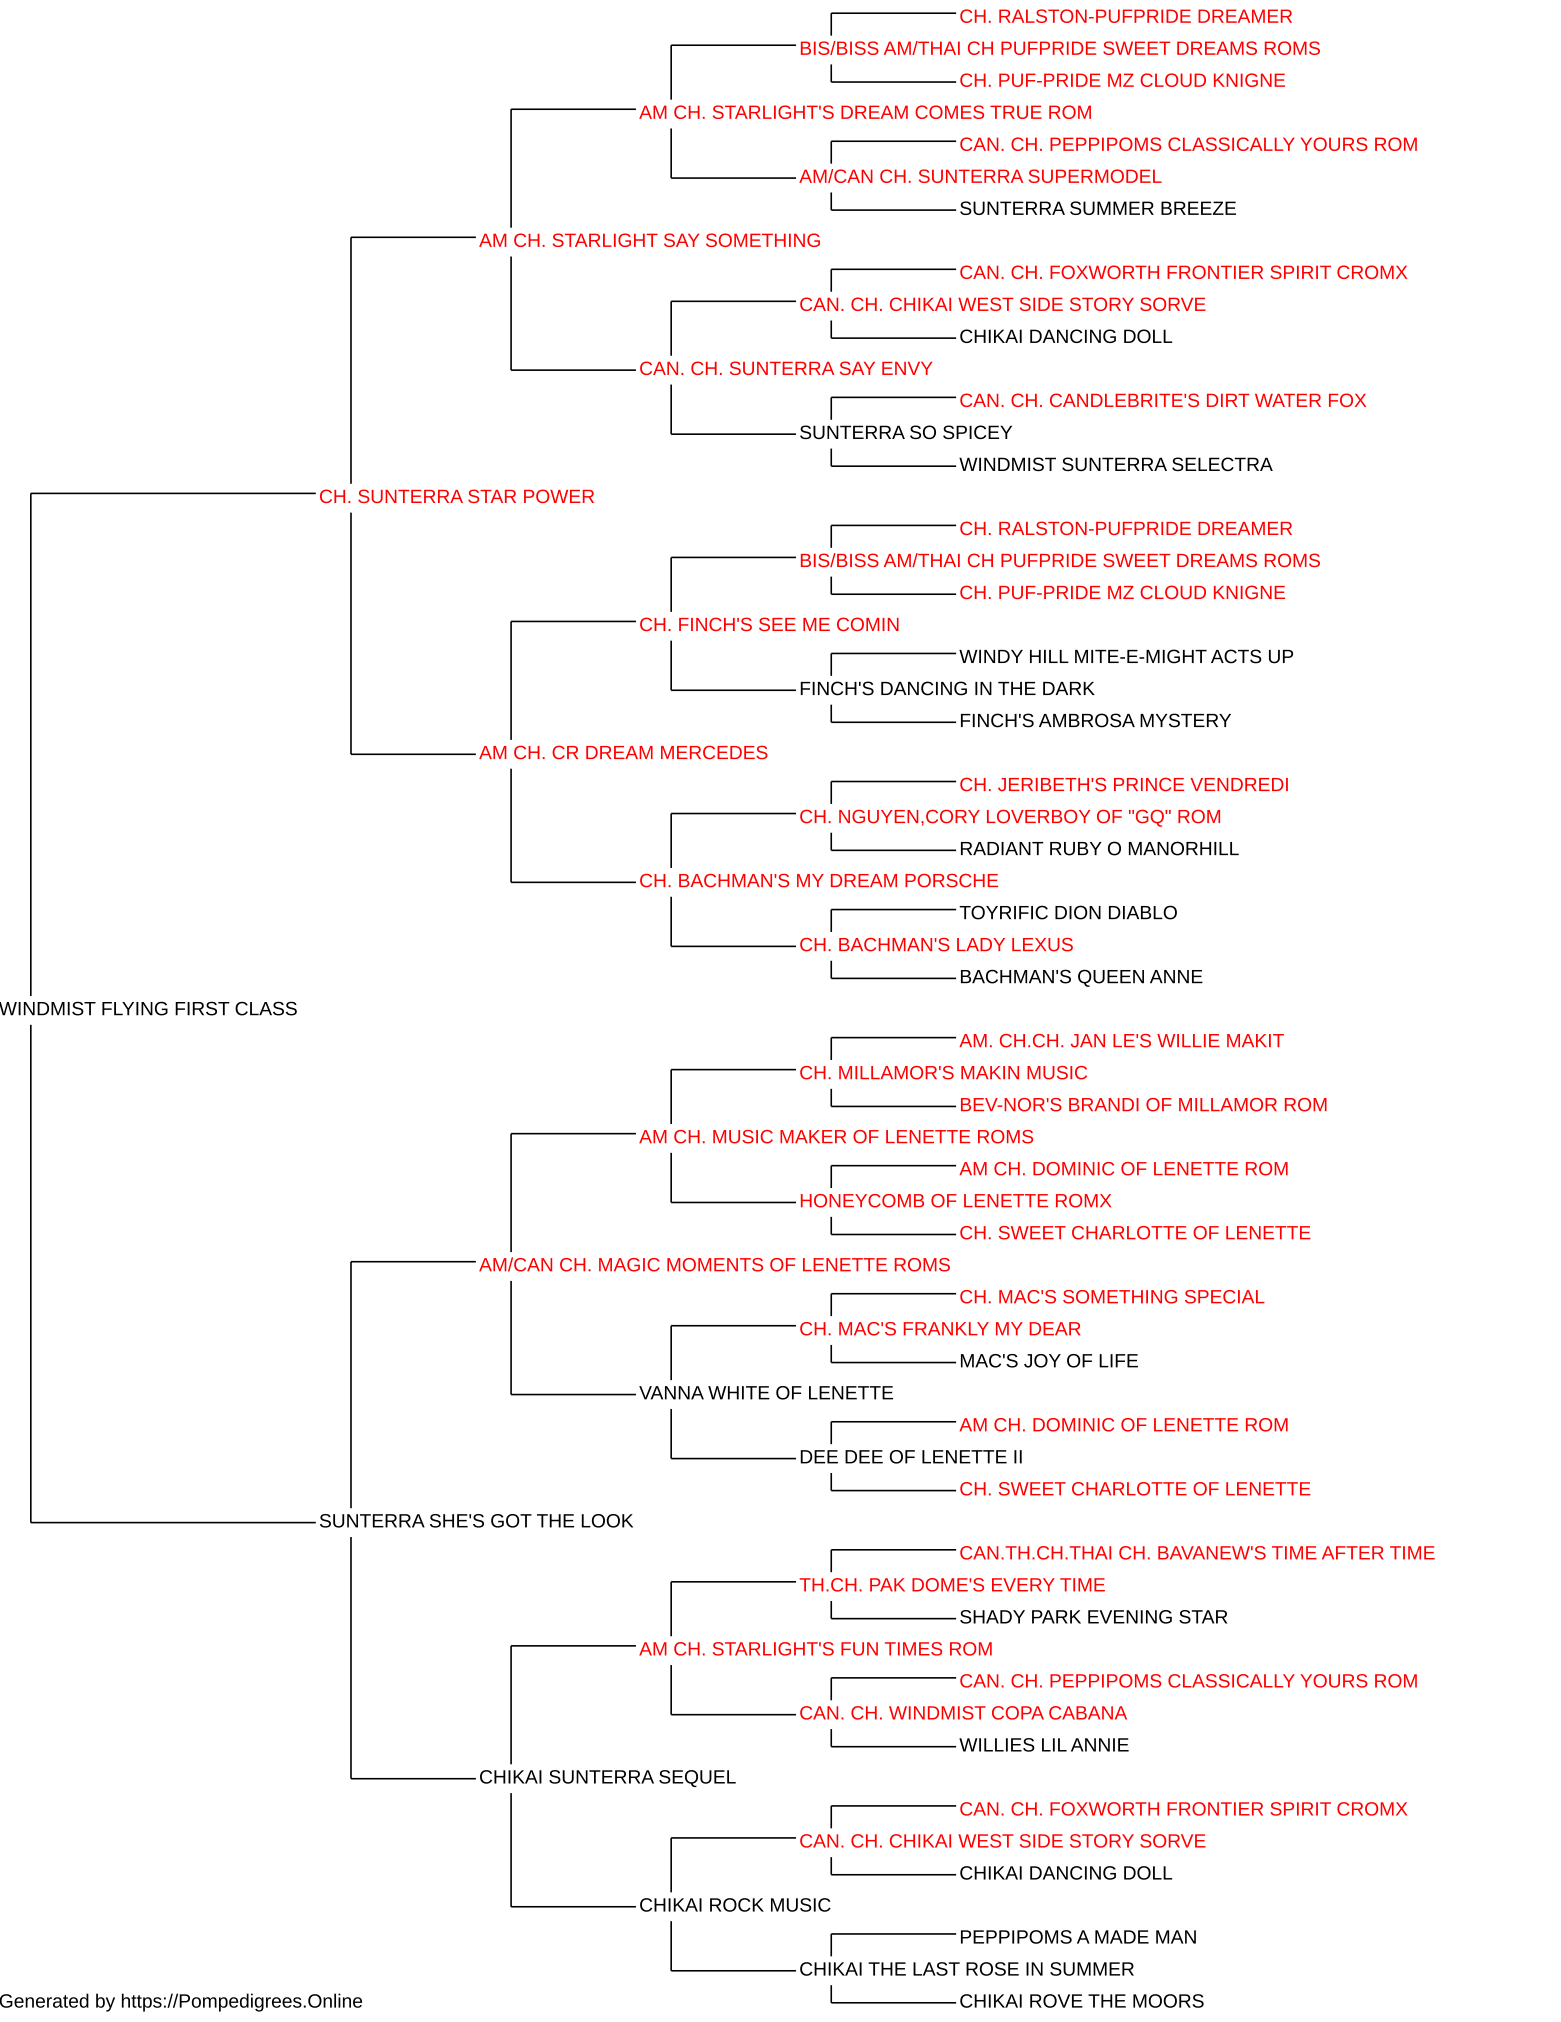 CH. RALSTON-PUFPRIDE DREAMER
BIS/BISS AM/THAI CH PUFPRIDE SWEET DREAMS ROMS
CH. PUF-PRIDE MZ CLOUD KNIGNE
AM CH. STARLIGHT'S DREAM COMES TRUE ROM
CAN. CH. PEPPIPOMS CLASSICALLY YOURS ROM
AM/CAN CH. SUNTERRA SUPERMODEL
SUNTERRA SUMMER BREEZE
AM CH. STARLIGHT SAY SOMETHING
CAN. CH. FOXWORTH FRONTIER SPIRIT CROMX
CAN. CH. CHIKAI WEST SIDE STORY SORVE
CHIKAI DANCING DOLL
CAN. CH. SUNTERRA SAY ENVY
CAN. CH. CANDLEBRITE'S DIRT WATER FOX
SUNTERRA SO SPICEY
WINDMIST SUNTERRA SELECTRA
CH. SUNTERRA STAR POWER
CH. RALSTON-PUFPRIDE DREAMER
BIS/BISS AM/THAI CH PUFPRIDE SWEET DREAMS ROMS
CH. PUF-PRIDE MZ CLOUD KNIGNE
CH. FINCH'S SEE ME COMIN
WINDY HILL MITE-E-MIGHT ACTS UP
FINCH'S DANCING IN THE DARK
FINCH'S AMBROSA MYSTERY
AM CH. CR DREAM MERCEDES
CH. JERIBETH'S PRINCE VENDREDI
CH. NGUYEN,CORY LOVERBOY OF "GQ" ROM
RADIANT RUBY O MANORHILL
CH. BACHMAN'S MY DREAM PORSCHE
TOYRIFIC DION DIABLO
CH. BACHMAN'S LADY LEXUS
BACHMAN'S QUEEN ANNE
WINDMIST FLYING FIRST CLASS
AM. CH.CH. JAN LE'S WILLIE MAKIT
CH. MILLAMOR'S MAKIN MUSIC
BEV-NOR'S BRANDI OF MILLAMOR ROM
AM CH. MUSIC MAKER OF LENETTE ROMS
AM CH. DOMINIC OF LENETTE ROM
HONEYCOMB OF LENETTE ROMX
CH. SWEET CHARLOTTE OF LENETTE
AM/CAN CH. MAGIC MOMENTS OF LENETTE ROMS
CH. MAC'S SOMETHING SPECIAL
CH. MAC'S FRANKLY MY DEAR
MAC'S JOY OF LIFE
VANNA WHITE OF LENETTE
AM CH. DOMINIC OF LENETTE ROM
DEE DEE OF LENETTE II
CH. SWEET CHARLOTTE OF LENETTE
SUNTERRA SHE'S GOT THE LOOK
CAN.TH.CH.THAI CH. BAVANEW'S TIME AFTER TIME
TH.CH. PAK DOME'S EVERY TIME
SHADY PARK EVENING STAR
AM CH. STARLIGHT'S FUN TIMES ROM
CAN. CH. PEPPIPOMS CLASSICALLY YOURS ROM
CAN. CH. WINDMIST COPA CABANA
WILLIES LIL ANNIE
CHIKAI SUNTERRA SEQUEL
CAN. CH. FOXWORTH FRONTIER SPIRIT CROMX
CAN. CH. CHIKAI WEST SIDE STORY SORVE
CHIKAI DANCING DOLL
CHIKAI ROCK MUSIC
PEPPIPOMS A MADE MAN
CHIKAI THE LAST ROSE IN SUMMER
CHIKAI ROVE THE MOORS
Generated by https://Pompedigrees.Online